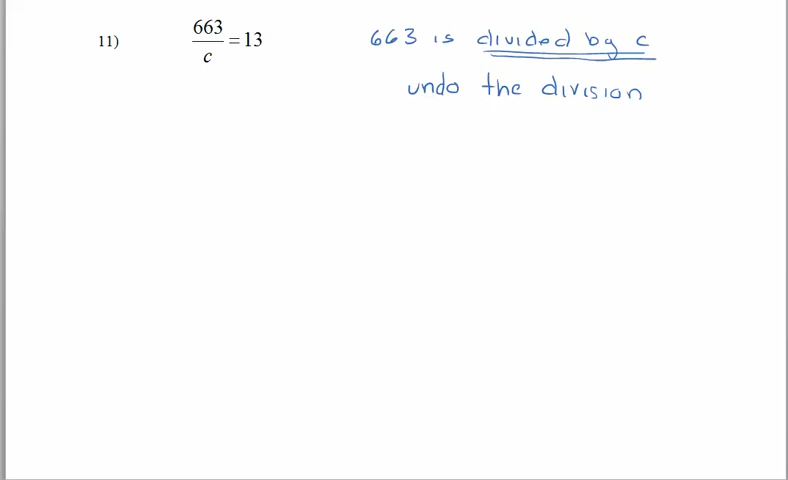 11) 663/c = 13 663 is divided by c
undo the division